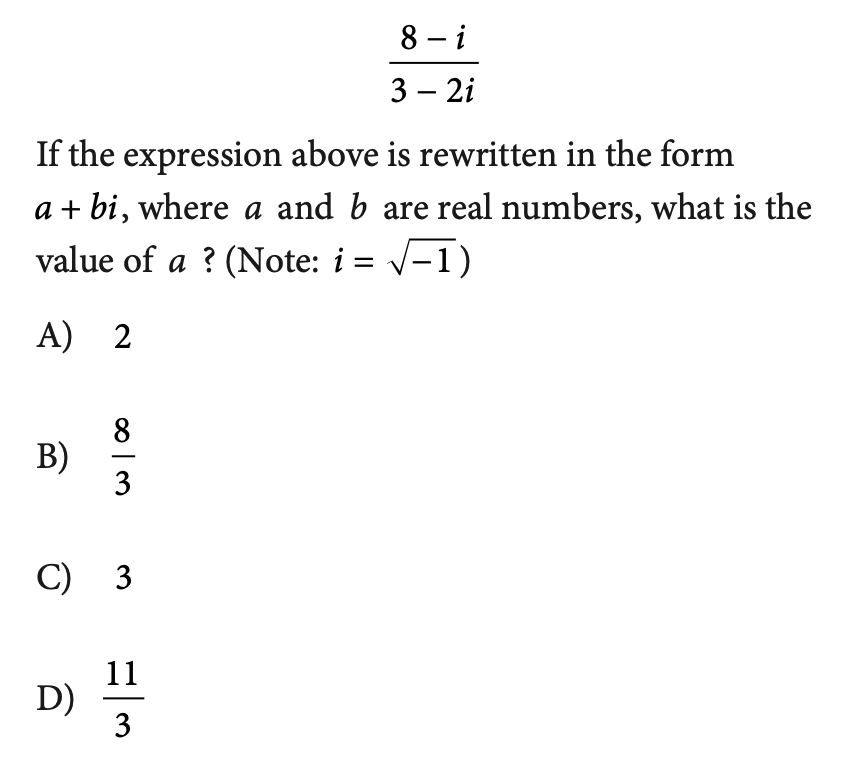 8 – i
3 – 2i
If the expression above is rewritten in the form
a + bi, where a and b are real numbers, what is the
value of a ? (Note: i = √–1)
A) 2
B) 8/3
C) 3
D) 11/3